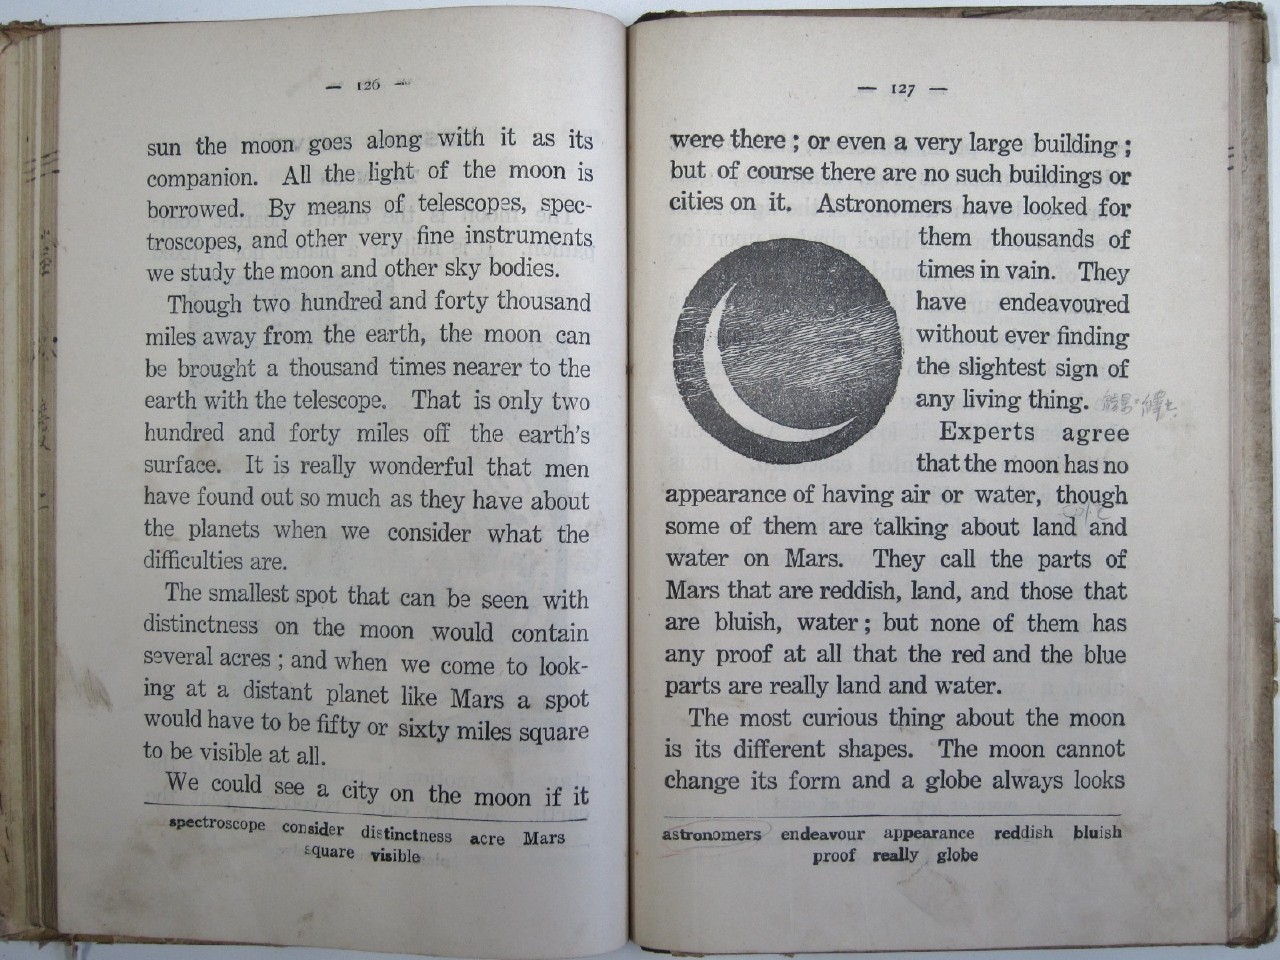 — 126 —
sun the moon goes along with it as its
companion. All the light of the moon is
borrowed. By means of telescopes, spec-
troscopes, and other very fine instruments
we study the moon and other sky bodies.
Though two hundred and forty thousand
miles away from the earth, the moon can
be brought a thousand times nearer to the
earth with the telescope. That is only two
hundred and forty miles off the earth's
surface. It is really wonderful that men
have found out so much as they have about
the planets when we consider what the
difficulties are.
The smallest spot that can be seen with
distinctness on the moon would contain
several acres ; and when we come to look-
ing at a distant planet like Mars a spot
would have to be fifty or sixty miles square
to be visible at all.
We could see a city on the moon if it
spectroscope consider distinctness acre Mars
square visible
— 127 —
were there ; or even a very large building ;
but of course there are no such buildings or
cities on it. Astronomers have looked for
them thousands of
times in vain. They
have endeavoured
without ever finding
the slightest sign of
any living thing.
Experts agree
that the moon has no
appearance of having air or water, though
some of them are talking about land and
water on Mars. They call the parts of
Mars that are reddish, land, and those that
are bluish, water ; but none of them has
any proof at all that the red and the blue
parts are really land and water.
The most curious thing about the moon
is its different shapes. The moon cannot
change its form and a globe always looks
astronomers endeavour appearance reddish bluish
proof really globe